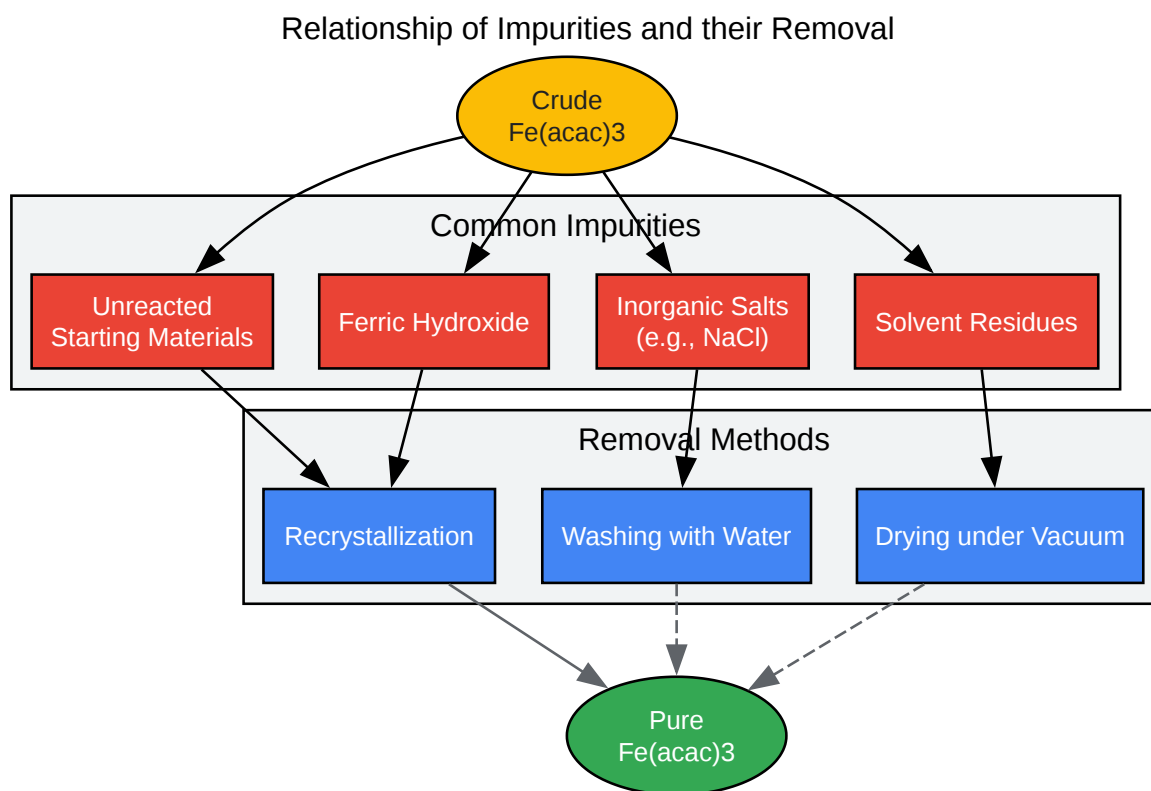 Relationship of Impurities and their Removal
Crude
Fe(acac)3
Common Impurities
Unreacted
Starting Materials
Ferric Hydroxide
Inorganic Salts
(e.g., NaCl)
Solvent Residues
Removal Methods
Recrystallization
Washing with Water
Drying under Vacuum
Pure
Fe(acac)3